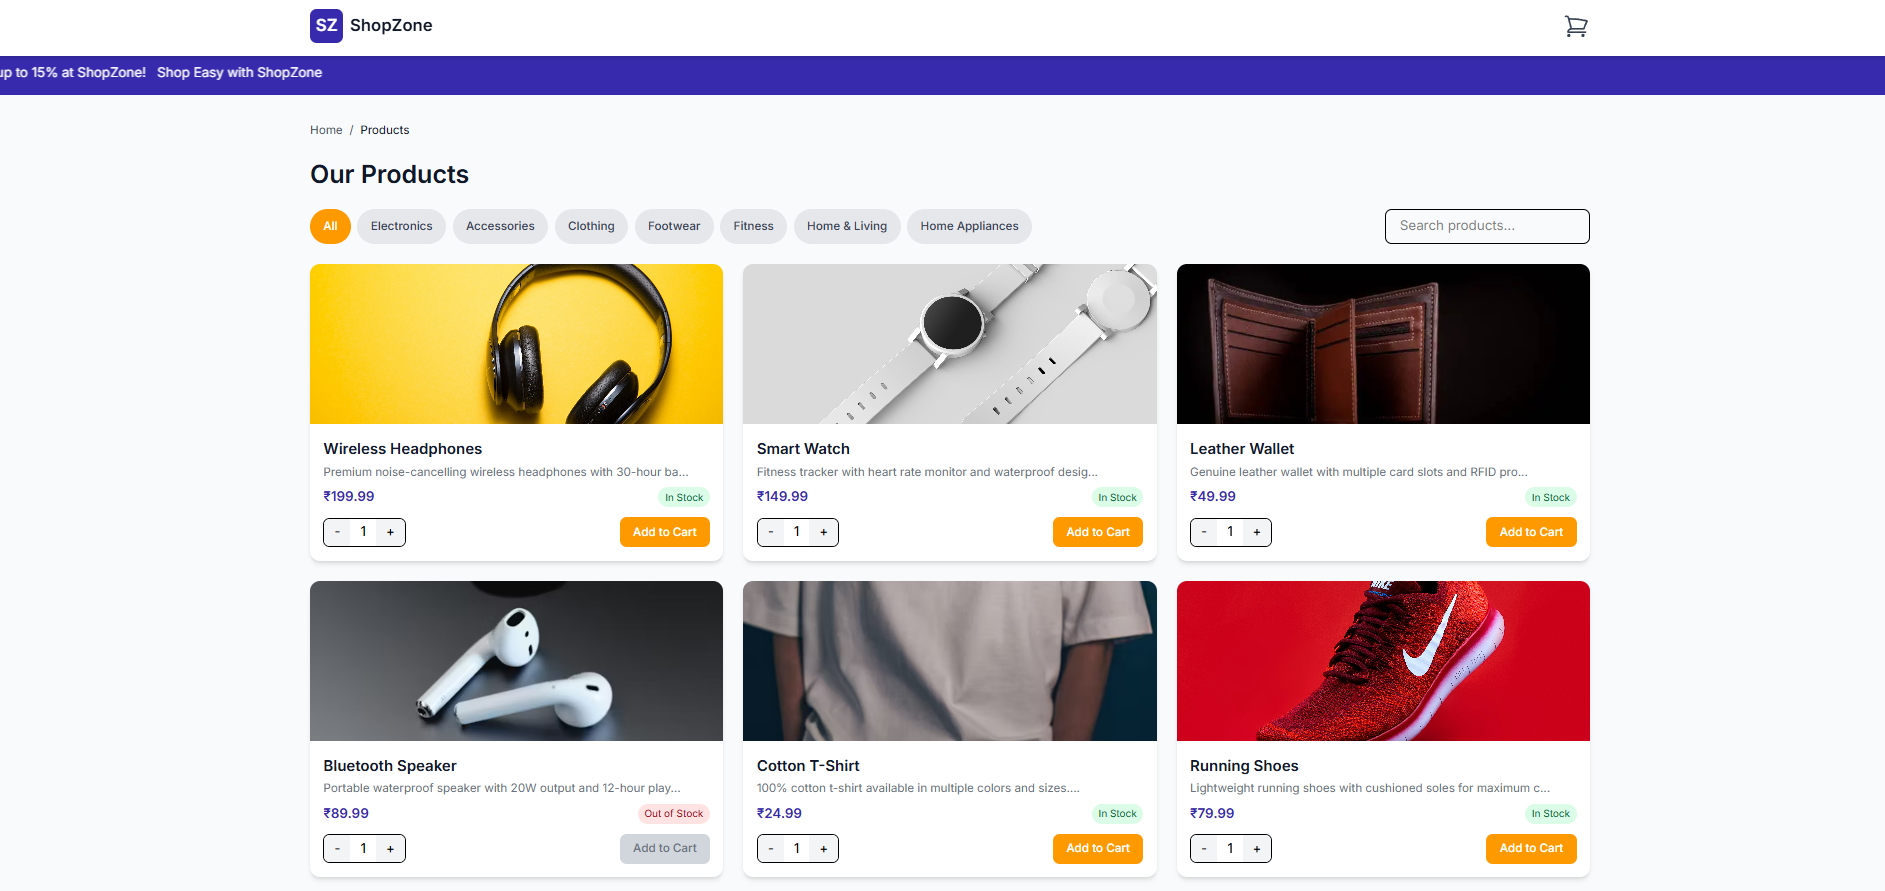 SZ ShopZone
up to 15% at ShopZone! Shop Easy with ShopZone
Home / Products
Our Products
All Electronics Accessories Clothing Footwear Fitness Home & Living Home Appliances Search products...
Wireless Headphones
Premium noise-cancelling wireless headphones with 30-hour ba...
₹199.99 In Stock
- 1 + Add to Cart
Smart Watch
Fitness tracker with heart rate monitor and waterproof desig...
₹149.99 In Stock
- 1 + Add to Cart
Leather Wallet
Genuine leather wallet with multiple card slots and RFID pro...
₹49.99 In Stock
- 1 + Add to Cart
Bluetooth Speaker
Portable waterproof speaker with 20W output and 12-hour play...
₹89.99 Out of Stock
- 1 + Add to Cart
Cotton T-Shirt
100% cotton t-shirt available in multiple colors and sizes....
₹24.99 In Stock
- 1 + Add to Cart
NIKE
Running Shoes
Lightweight running shoes with cushioned soles for maximum c...
₹79.99 In Stock
- 1 + Add to Cart